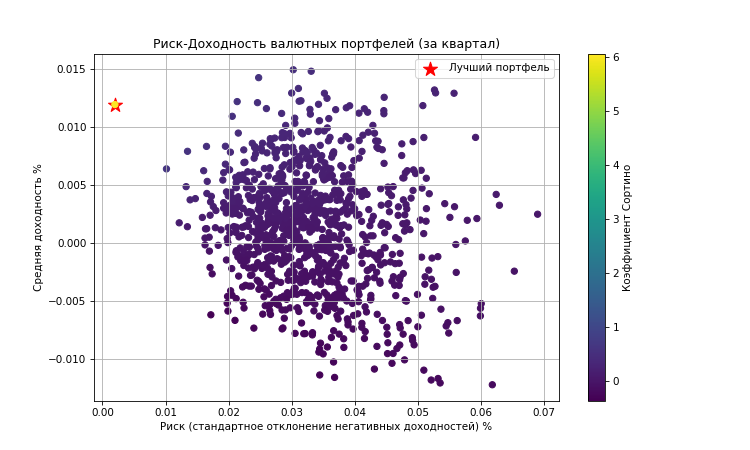 Риск-Доходность валютных портфелей (за квартал)
Лучший портфель
Средняя доходность %
0.015
0.010
0.005
0.000
−0.005
−0.010
0.00 0.01 0.02 0.03 0.04 0.05 0.06 0.07
Риск (стандартное отклонение негативных доходностей) %
6
5
4
3
2
1
0
Коэффициент Сортино